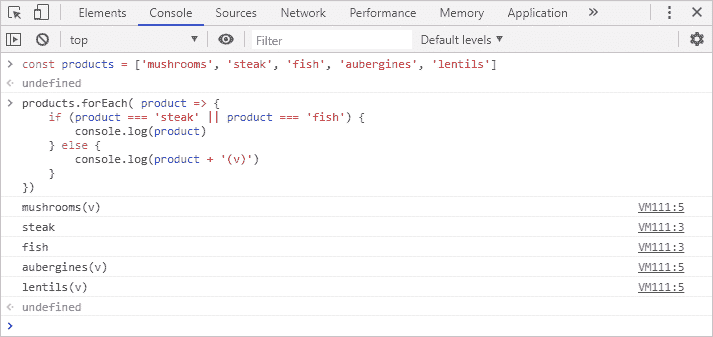 Elements Console Sources Network Performance Memory Application »
top Filter Default levels
> const products = ['mushrooms', 'steak', 'fish', 'aubergines', 'lentils']
undefined
> products.forEach( product => {
    if (product === 'steak' || product === 'fish') {
        console.log(product)
    } else {
        console.log(product + '(v)')
    }
})
mushrooms(v) VM111:5
steak VM111:3
fish VM111:3
aubergines(v) VM111:5
lentils(v) VM111:5
undefined
>